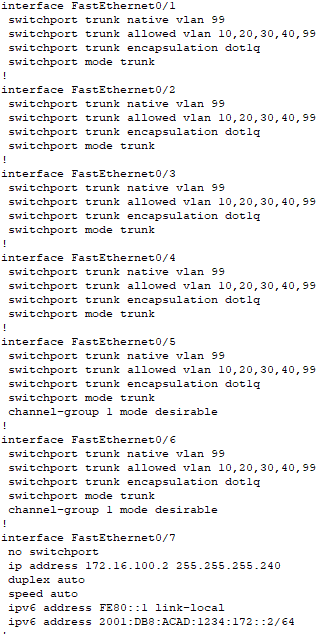 interface FastEthernet0/1
switchport trunk native vlan 99
switchport trunk allowed vlan 10,20,30,40,99
switchport trunk encapsulation dot1q
switchport mode trunk
!
interface FastEthernet0/2
switchport trunk native vlan 99
switchport trunk allowed vlan 10,20,30,40,99
switchport trunk encapsulation dot1q
switchport mode trunk
!
interface FastEthernet0/3
switchport trunk native vlan 99
switchport trunk allowed vlan 10,20,30,40,99
switchport trunk encapsulation dot1q
switchport mode trunk
!
interface FastEthernet0/4
switchport trunk native vlan 99
switchport trunk allowed vlan 10,20,30,40,99
switchport trunk encapsulation dot1q
switchport mode trunk
!
interface FastEthernet0/5
switchport trunk native vlan 99
switchport trunk allowed vlan 10,20,30,40,99
switchport trunk encapsulation dot1q
switchport mode trunk
channel-group 1 mode desirable
!
interface FastEthernet0/6
switchport trunk native vlan 99
switchport trunk allowed vlan 10,20,30,40,99
switchport trunk encapsulation dot1q
switchport mode trunk
channel-group 1 mode desirable
!
interface FastEthernet0/7
no switchport
ip address 172.16.100.2 255.255.255.240
duplex auto
speed auto
ipv6 address FE80::1 link-local
ipv6 address 2001:DB8:ACAD:1234:172::2/64
!